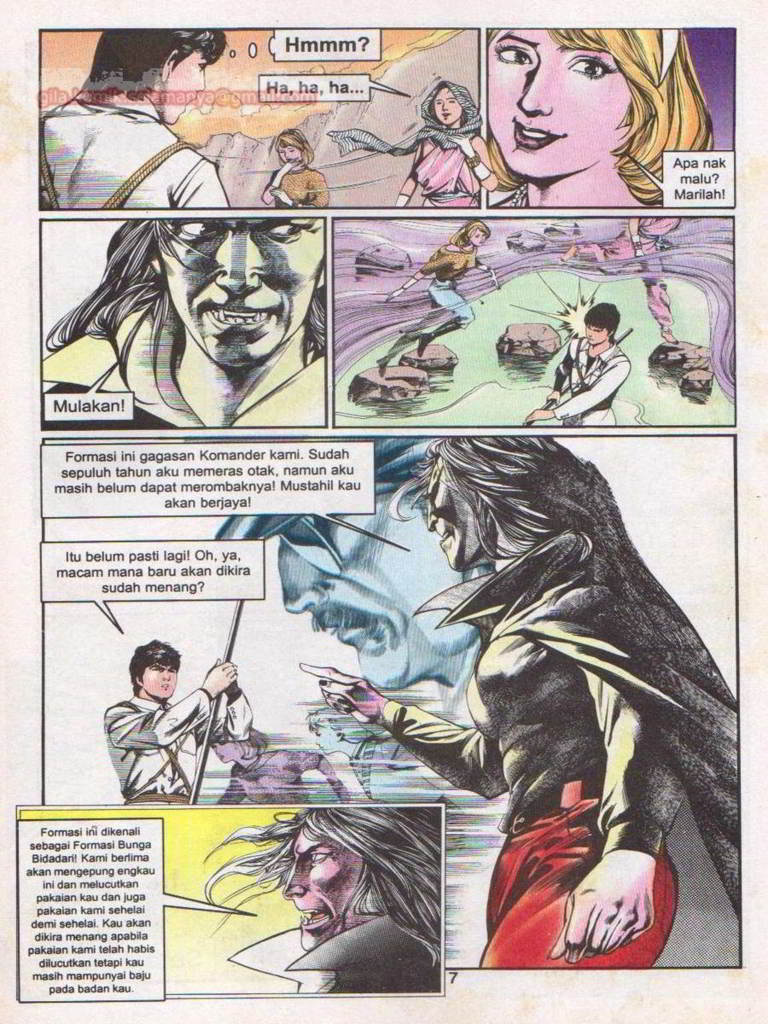 Hmmm?
Ha, ha, ha...
Apa nak
malu?
Marilah!
Mulakan!
Formasi ini gagasan Komander kami. Sudah
sepuluh tahun aku memeras otak, namun aku
masih belum dapat merombaknya! Mustahil kau
akan berjaya!
Itu belum pasti lagi! Oh, ya,
macam mana baru akan dikira
sudah menang?
Formasi ini dikenali
sebagai Formasi Bunga
Bidadari! Kami berlima
akan mengepung engkau
ini dan melucutkan
pakaian kau dan juga
pakaian kami sehelai
demi sehelai. Kau akan
dikira menang apabila
pakaian kami telah habis
dilucutkan tetapi kau
masih mampunyai baju
pada badan kau.
7